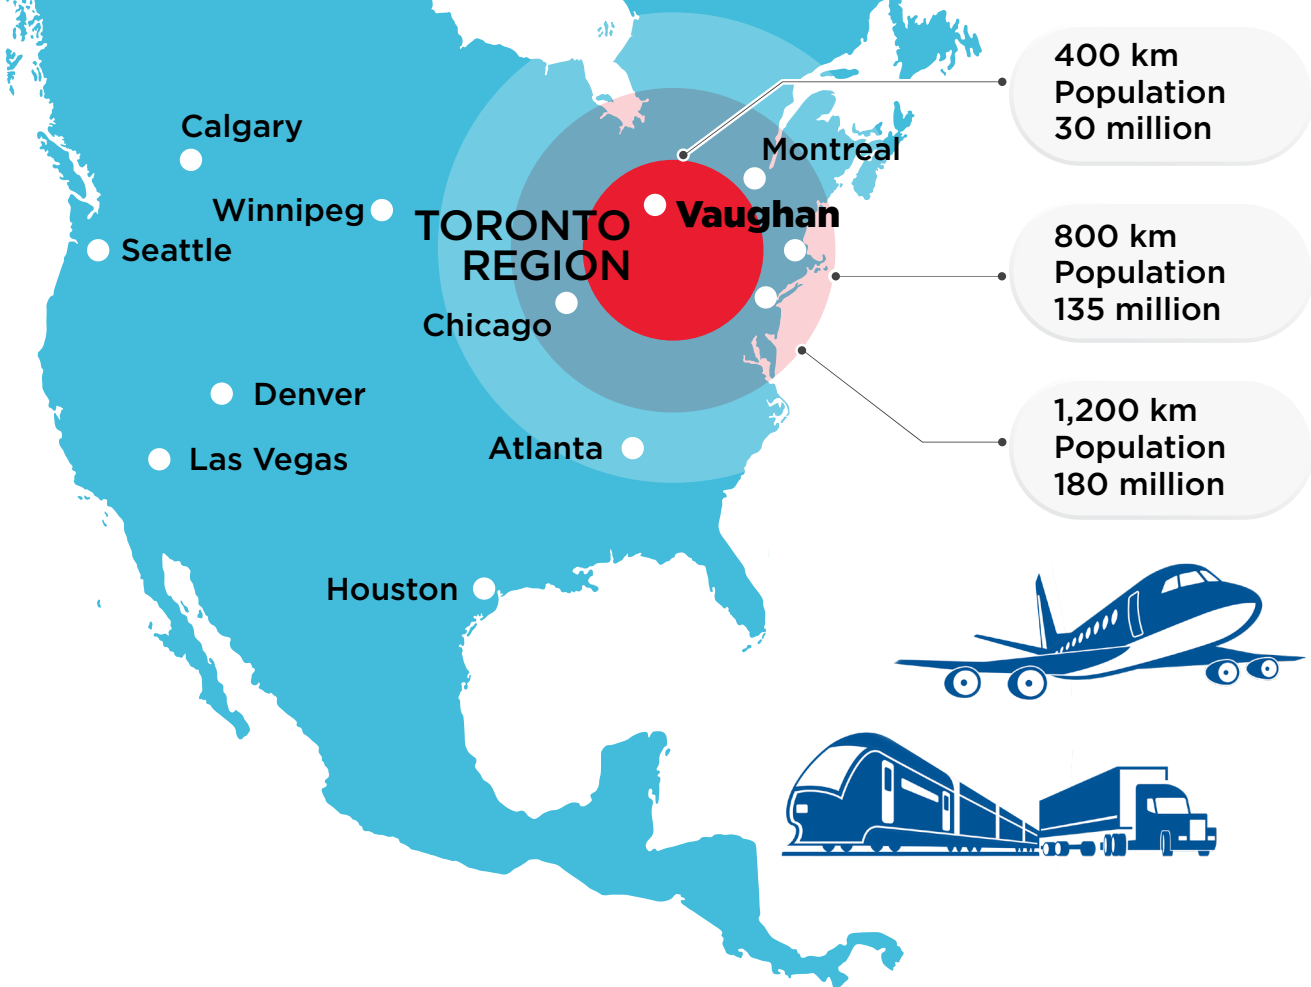 400 km
Population
30 million
Calgary
Montreal
Winnipeg
TORONTO
REGION
Vaughan
Seattle
800 km
Population
135 million
Chicago
Denver
1,200 km
Population
180 million
Atlanta
Las Vegas
Houston